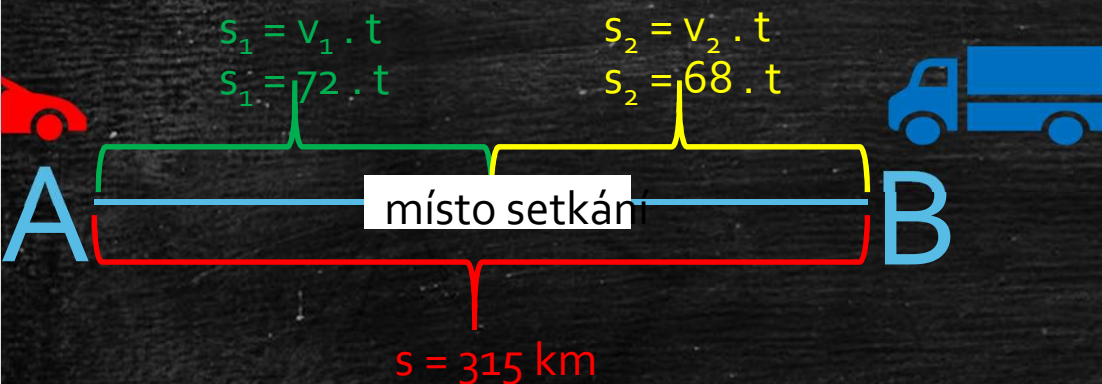 s₁ = v₁ . t
s₁ = 72 . t
s₂ = v₂ . t
s₂ = 68 . t
A
místo setkání
B
s = 315 km